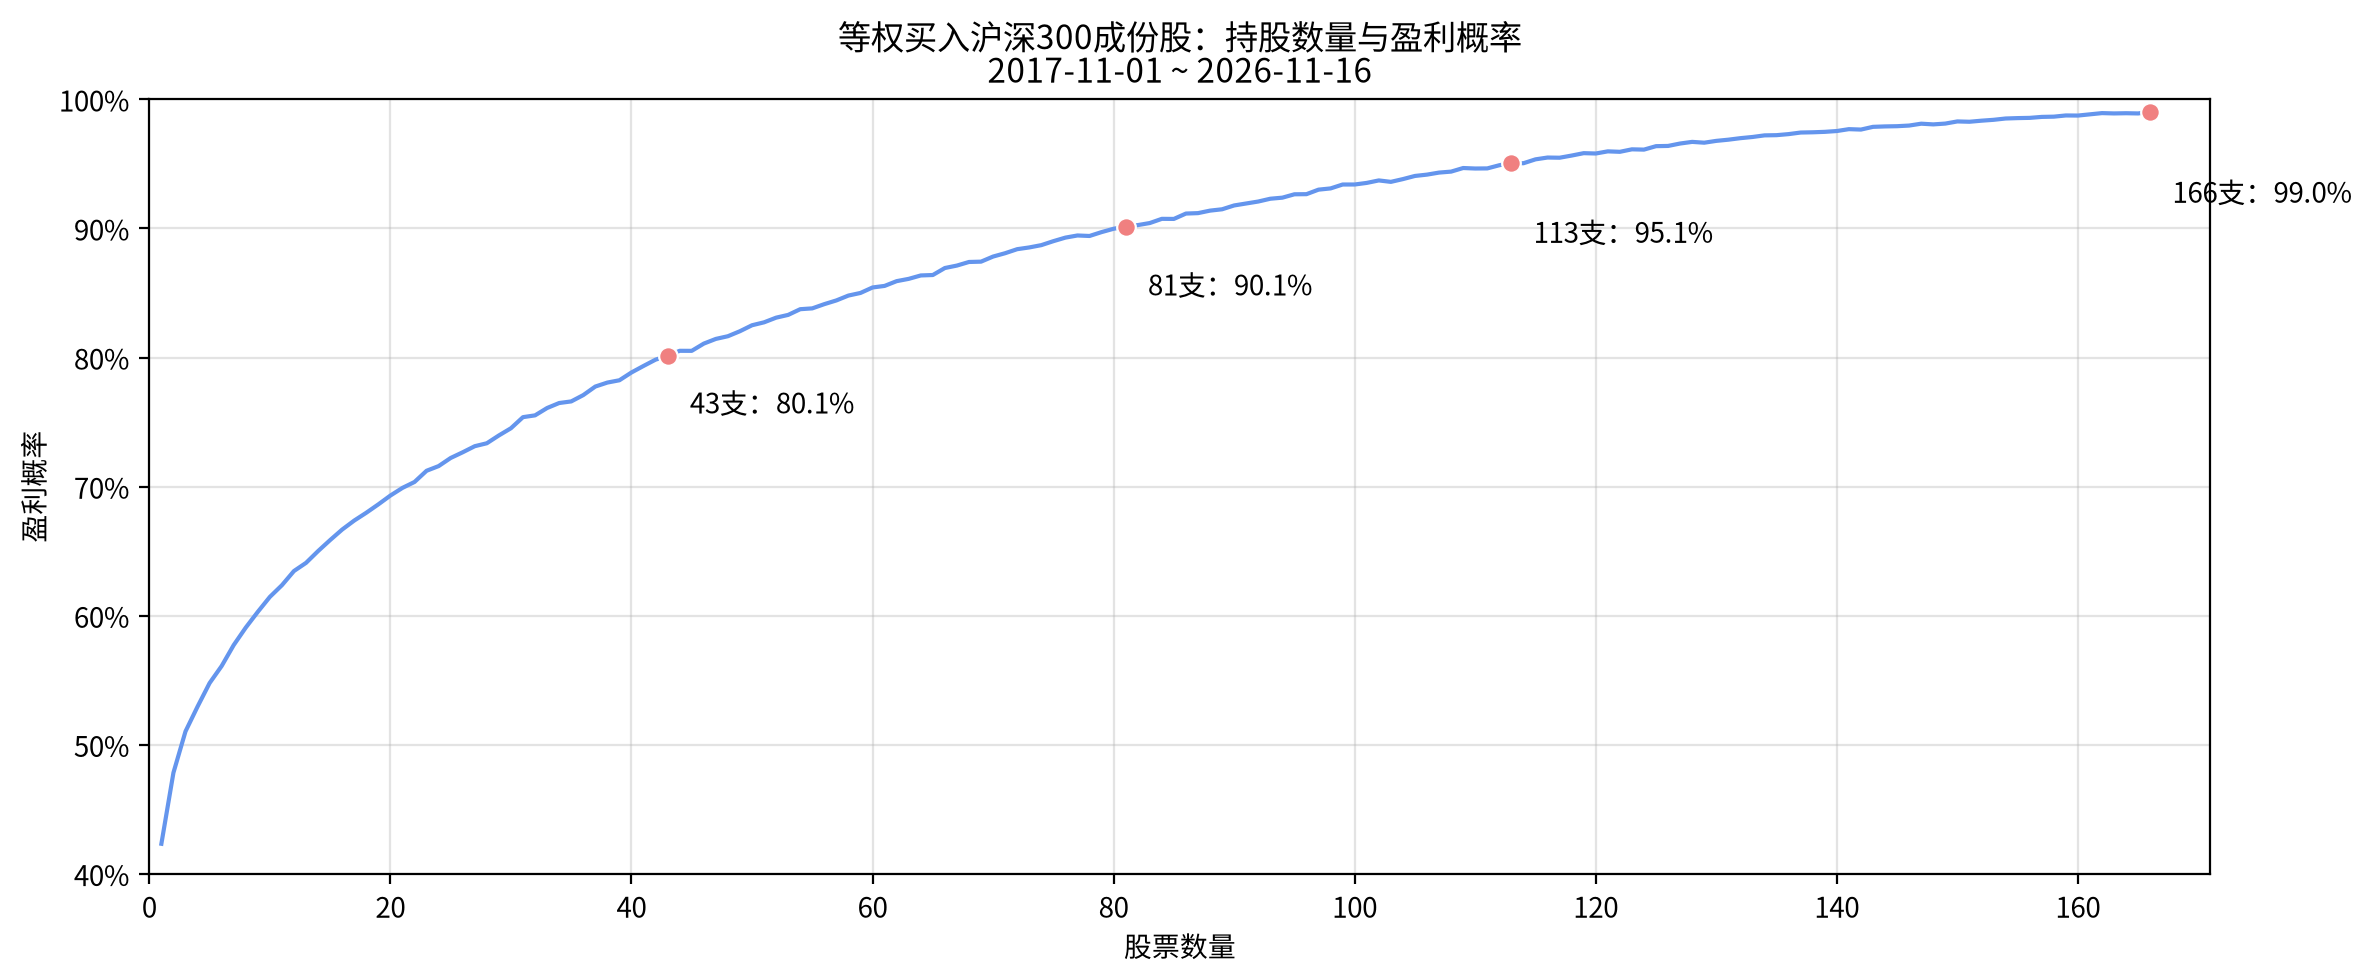 等权买入沪深300成份股：持股数量与盈利概率
2017-11-01 ~ 2026-11-16
100%
90%
80%
70%
60%
50%
40%
盈利概率
166支：99.0%
113支：95.1%
81支：90.1%
43支：80.1%
0 20 40 60 80 100 120 140 160
股票数量